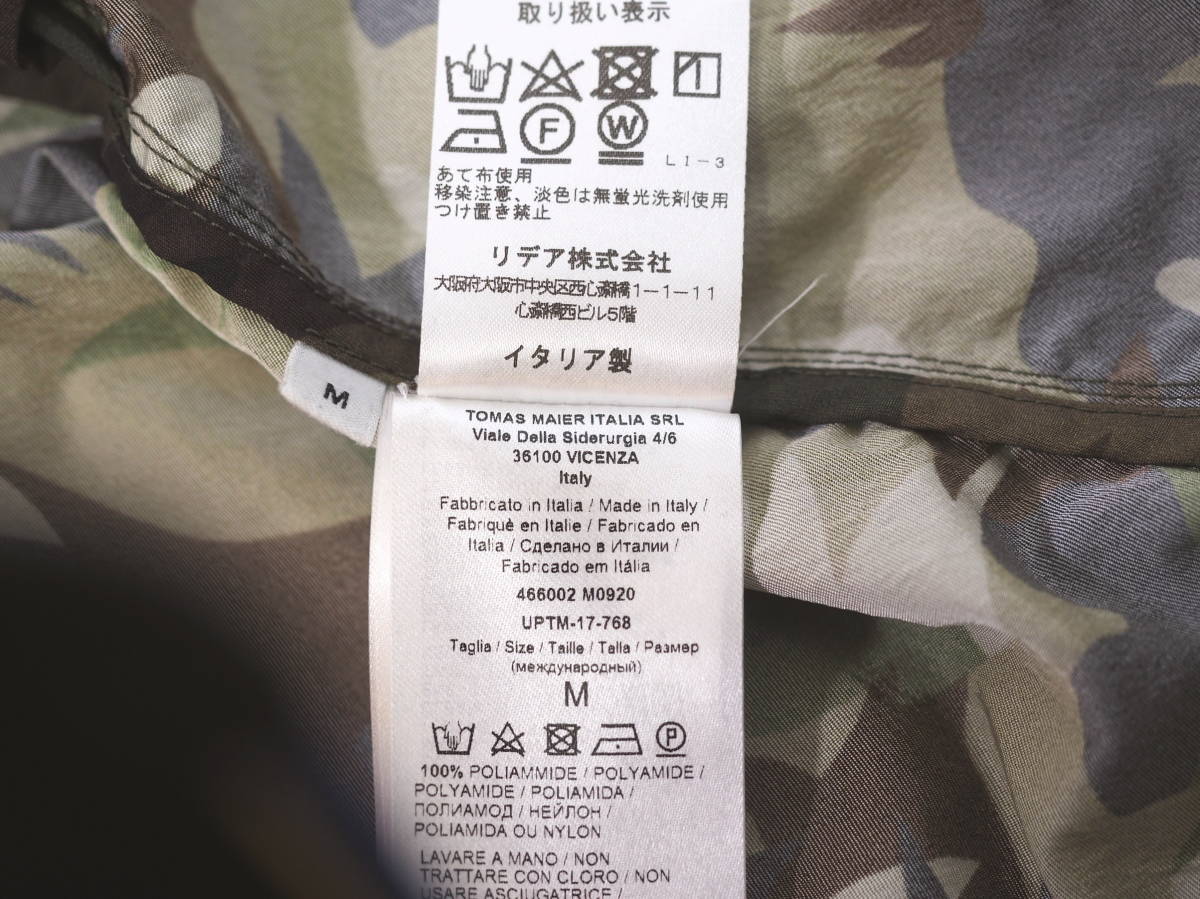 取り扱い表示
F
W
L1-3
あて布使用
移染注意、淡色は無蛍光洗剤使用
つけ置き禁止
リデア株式会社
大阪府大阪市中央区西心斎橋1-1-11
心斎橋西ビル5階
イタリア製
M
TOMAS MAIER ITALIA SRL
Viale Della Siderurgia 4/6
36100 VICENZA
Italy
Fabbricato in Italia / Made in Italy /
Fabriquè en Italie / Fabricado en
Italia / Сделано в Италии /
Fabricado em Itália
466002 M0920
UPTM-17-768
Taglia / Size / Taille / Talla / Размер
(международный)
M
P
100% POLIAMMIDE / POLYAMIDE /
POLYAMIDE / POLIAMIDA /
ПОЛИАМОД / НЕЙЛОН /
POLIAMIDA OU NYLON
LAVARE A MANO / NON
TRATTARE CON CLORO / NON
USARE ASCIUGATRICE /